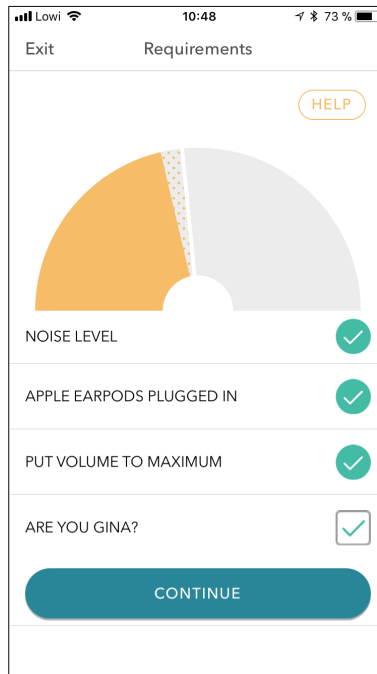 Lowi 10:48 73 %
Exit Requirements
HELP
NOISE LEVEL
APPLE EARPODS PLUGGED IN
PUT VOLUME TO MAXIMUM
ARE YOU GINA?
CONTINUE